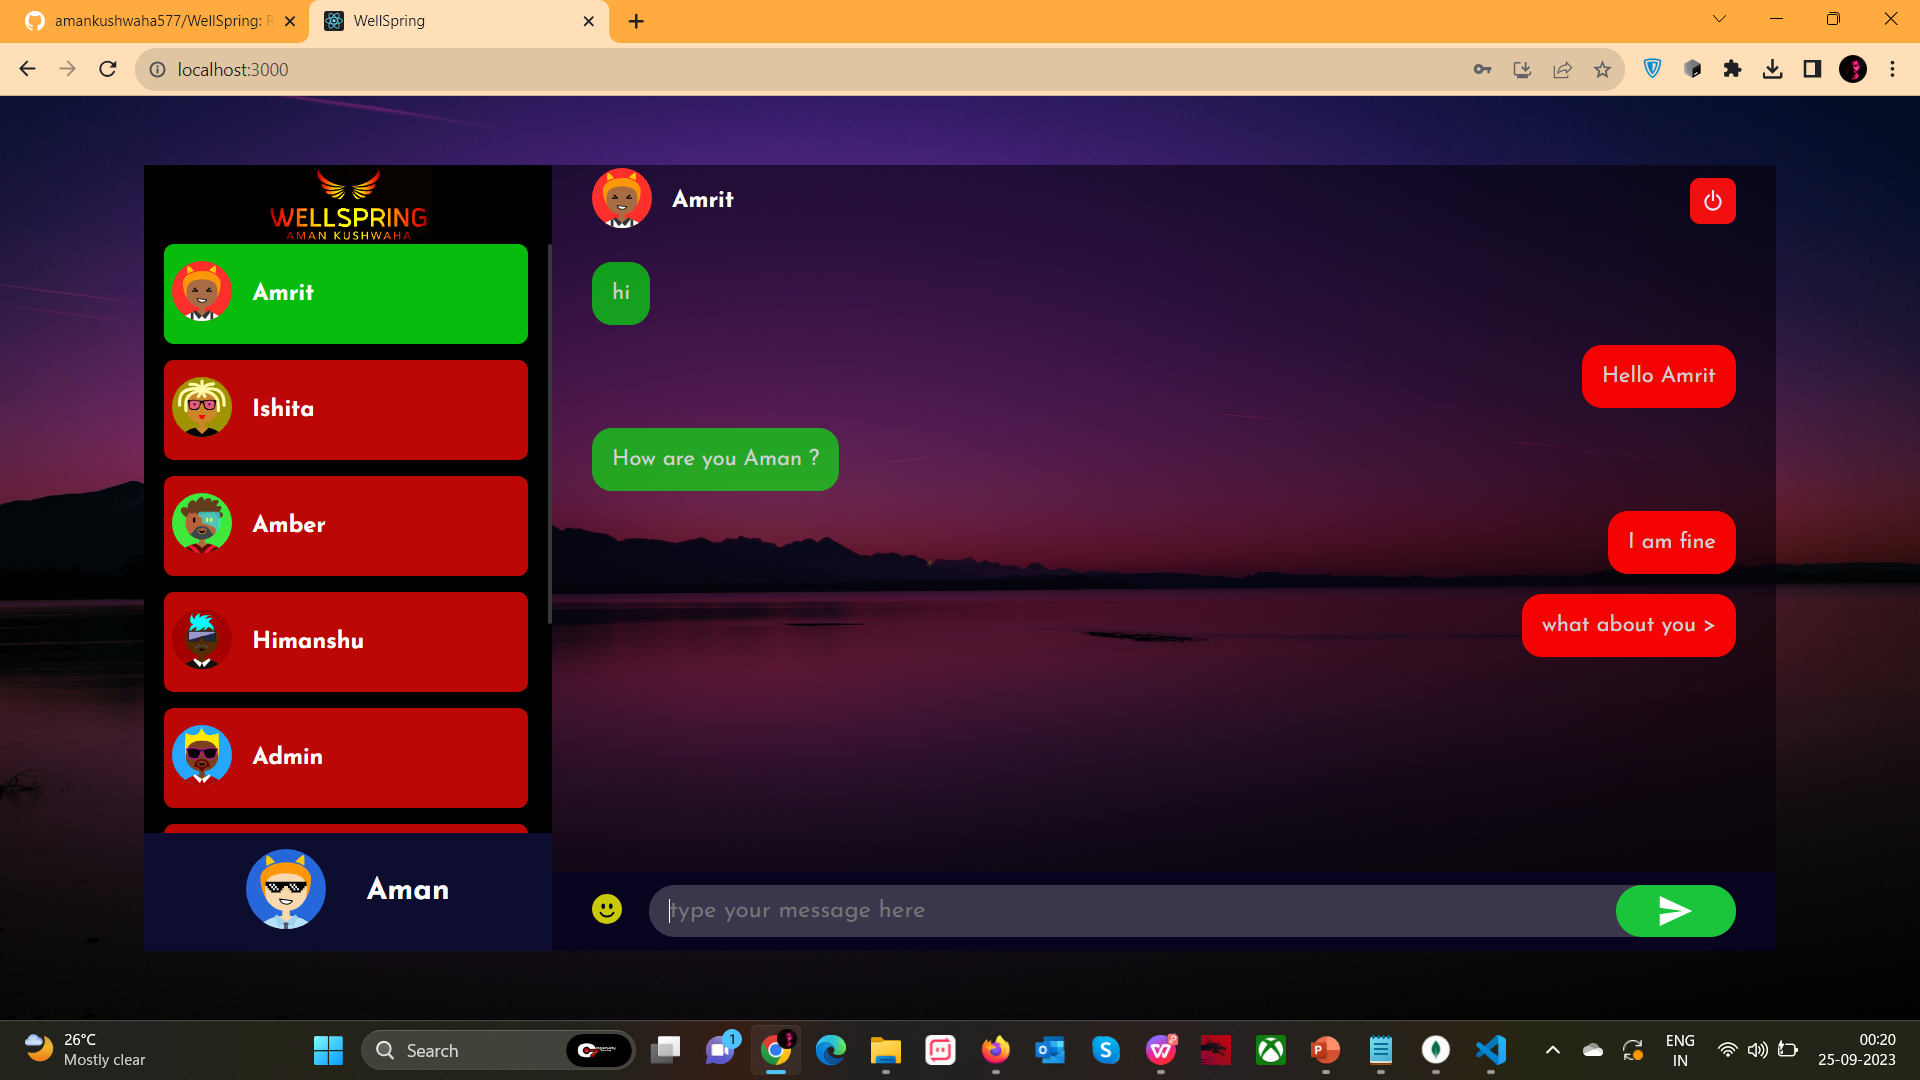 amankushwaha577/WellSpring: R
WellSpring
localhost:3000
WELLSPRING
AMAN KUSHWAHA
Amrit
Ishita
Amber
Himanshu
Admin
Aman
Amrit
hi
Hello Amrit
How are you Aman ?
I am fine
what about you >
type your message here
26°C
Mostly clear
Search
1
ENG
IN
00:20
25-09-2023